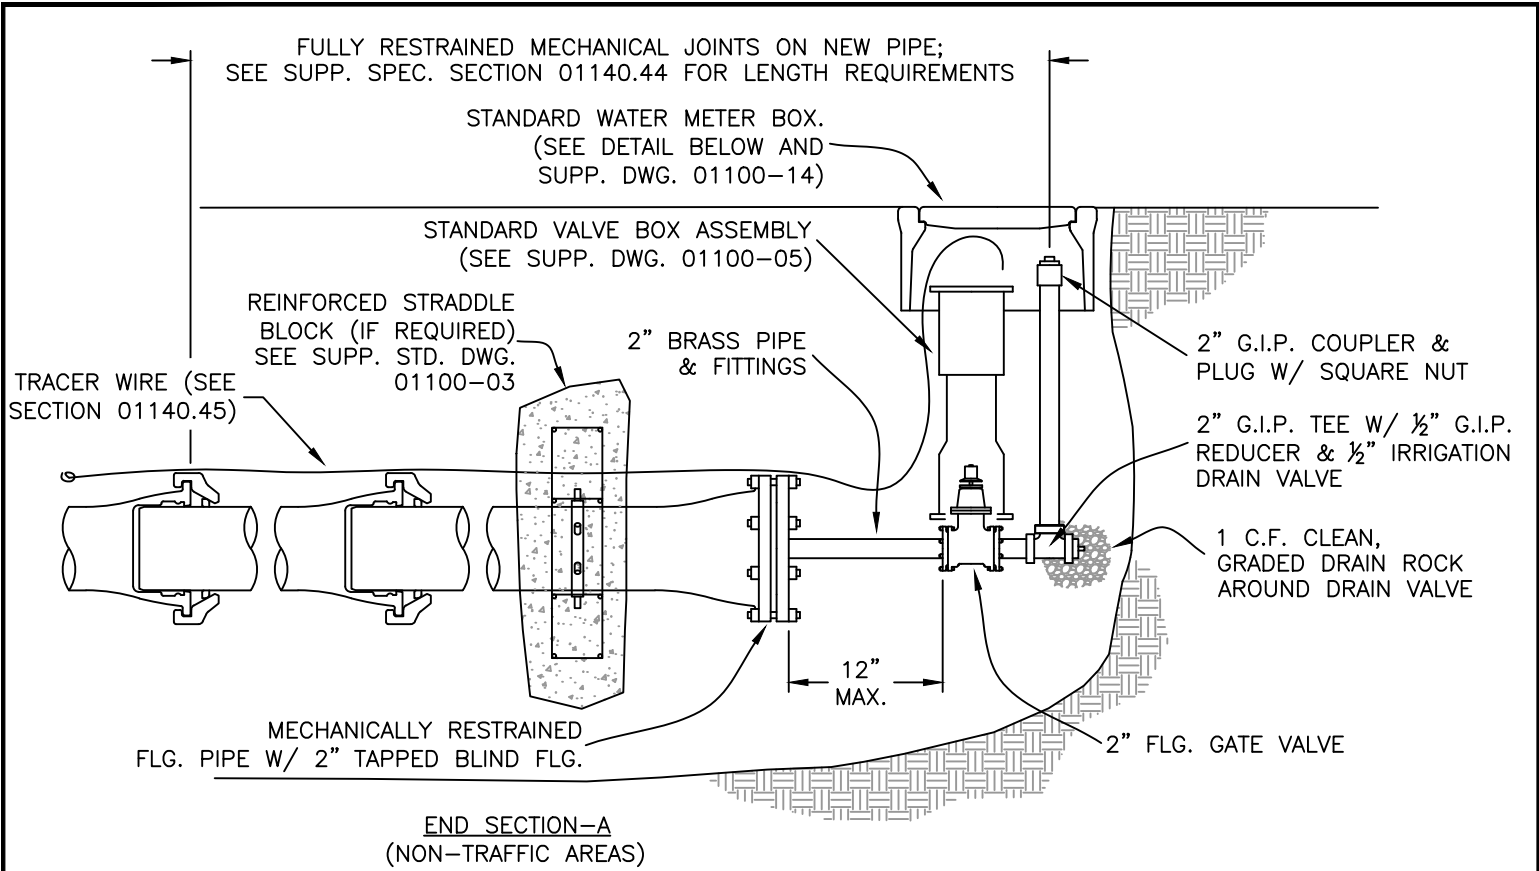 FULLY RESTRAINED MECHANICAL JOINTS ON NEW PIPE;
SEE SUPP. SPEC. SECTION 01140.44 FOR LENGTH REQUIREMENTS
STANDARD WATER METER BOX.
(SEE DETAIL BELOW AND
SUPP. DWG. 01100-14)
STANDARD VALVE BOX ASSEMBLY
(SEE SUPP. DWG. 01100-05)
REINFORCED STRADDLE
BLOCK (IF REQUIRED)
SEE SUPP. STD. DWG.
01100-03
2" BRASS PIPE
& FITTINGS
TRACER WIRE (SEE
SECTION 01140.45)
2" G.I.P. COUPLER &
PLUG W/ SQUARE NUT
2" G.I.P. TEE W/ ½" G.I.P.
REDUCER & ½" IRRIGATION
DRAIN VALVE
1 C.F. CLEAN,
GRADED DRAIN ROCK
AROUND DRAIN VALVE
12"
MAX.
MECHANICALLY RESTRAINED
FLG. PIPE W/ 2" TAPPED BLIND FLG.
2" FLG. GATE VALVE
END SECTION-A
(NON-TRAFFIC AREAS)